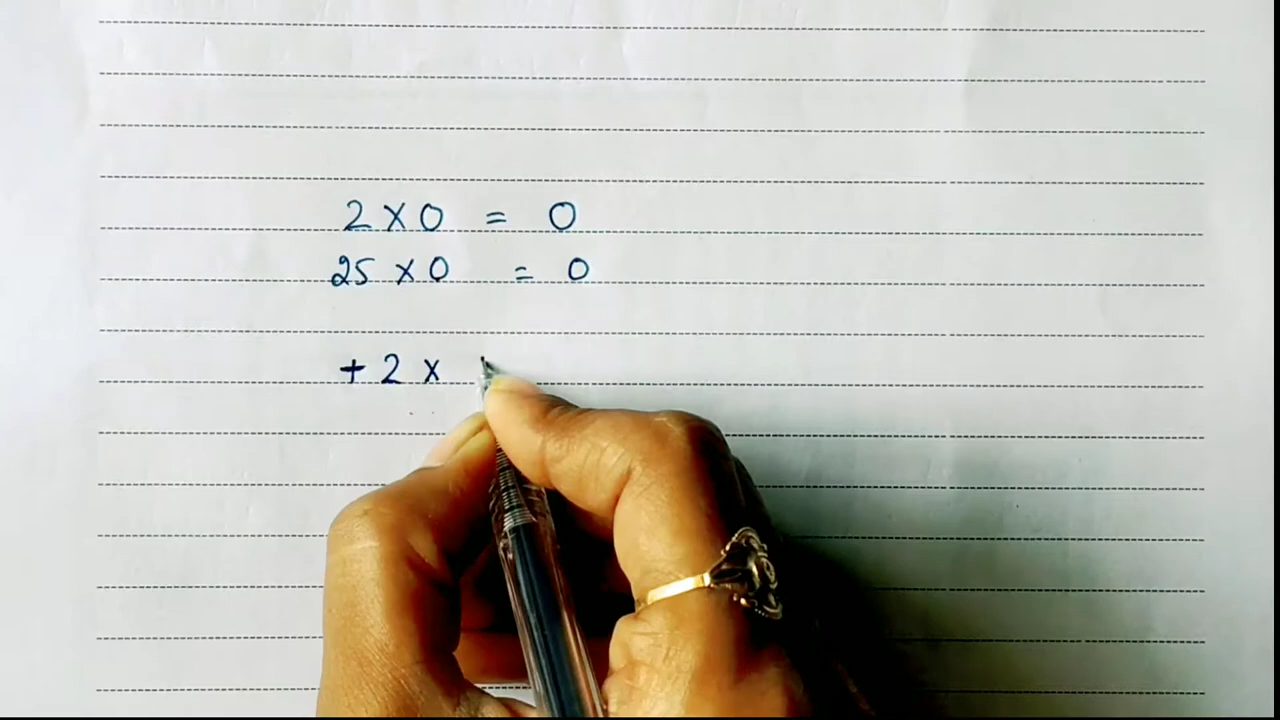 2 × 0 = 0
25 × 0 = 0
+ 2 ×